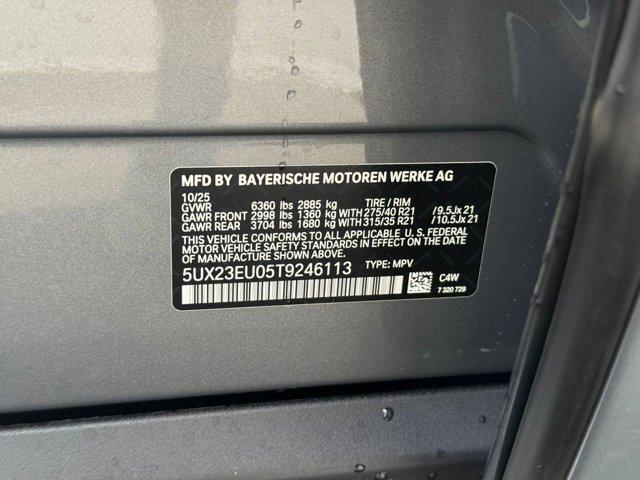 MFD BY BAYERISCHE MOTOREN WERKE AG
10/25 TIRE / RIM
GVWR 6360 lbs 2885 kg
GAWR FRONT 2998 lbs 1360 kg WITH 275/40 R21 / 9.5Jx 21
GAWR REAR 3704 lbs 1680 kg WITH 315/35 R21 / 10.5Jx 21
THIS VEHICLE CONFORMS TO ALL APPLICABLE U. S. FEDERAL
MOTOR VEHICLE SAFETY STANDARDS IN EFFECT ON THE DATE
OF MANUFACTURE SHOWN ABOVE.
5UX23EU05T9246113 TYPE: MPV
C4W
7 320 729